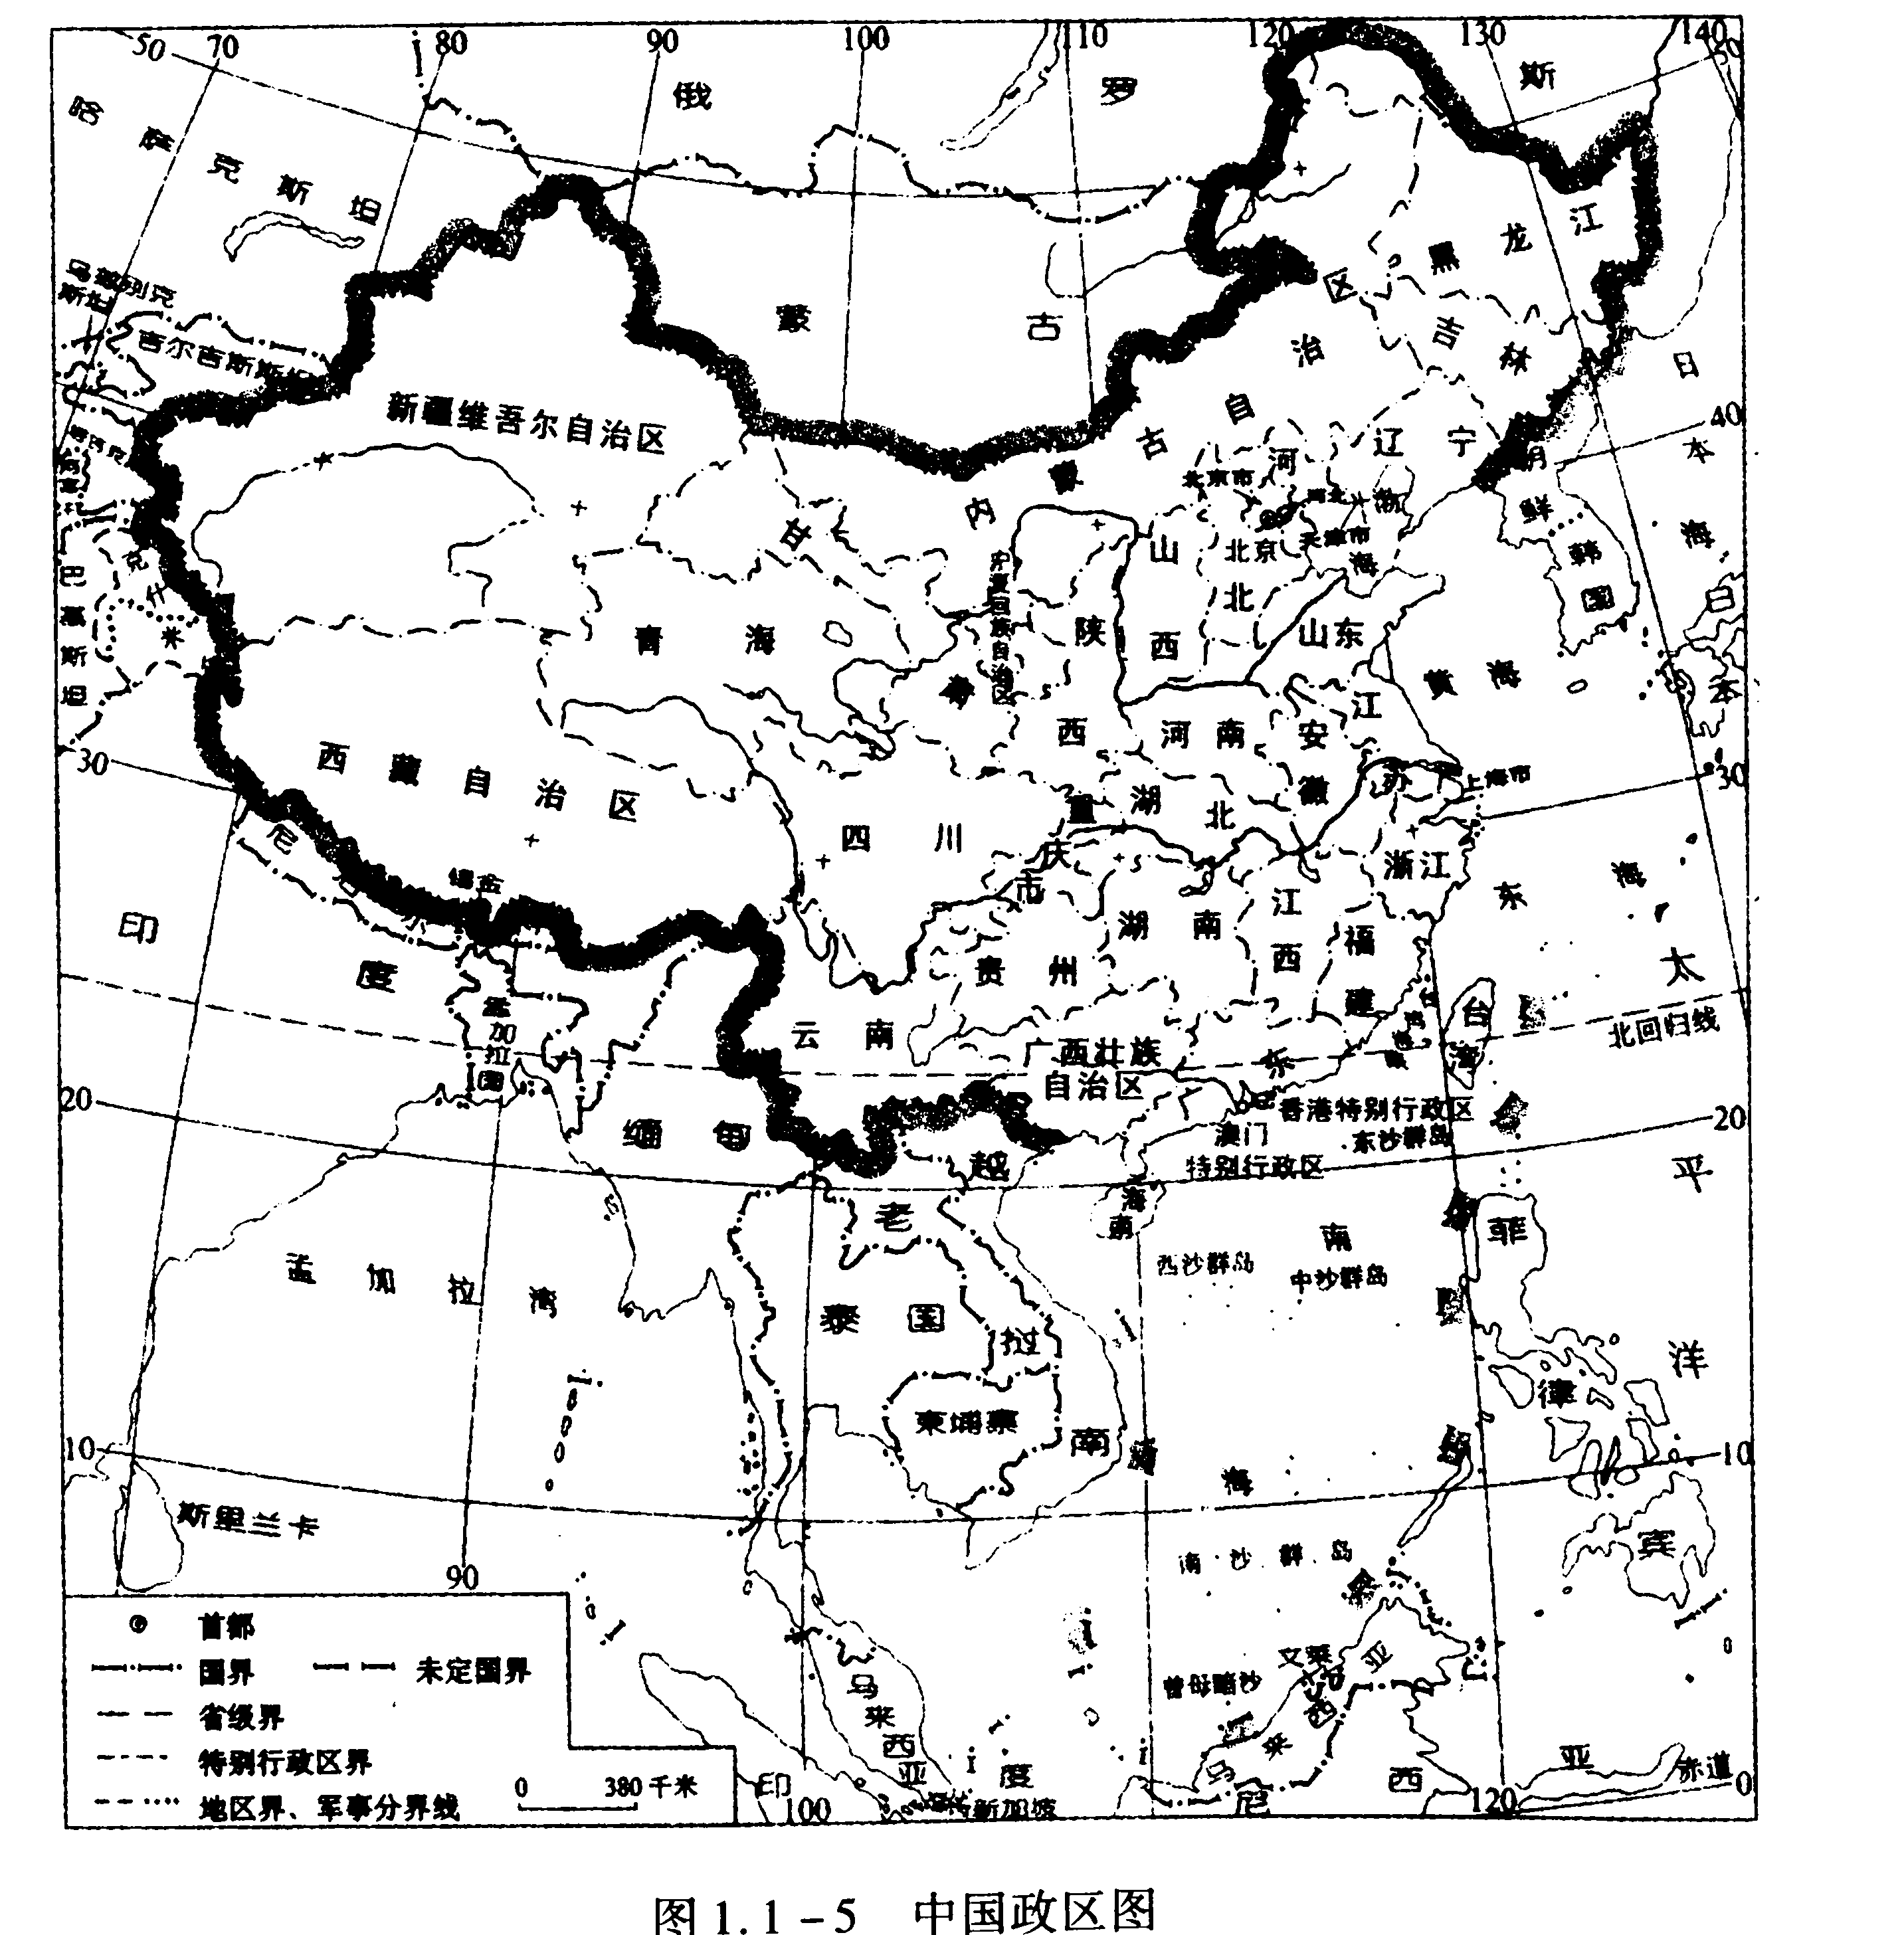 50 70 80 90 100 110 120 130 140 50
俄 罗 斯
哈 萨 克 斯 坦
乌兹别克
斯坦
吉尔吉斯斯坦
蒙 古
黑 龙 江
吉 林
辽 宁
内 蒙 古 自 治 区
新疆维吾尔自治区
日 本 海
40
朝 鲜
韩 国
日 本
北京市
河 北
天津市
北京
渤 海
甘 肃
宁夏回族自治区
山 西
陕 西
山东
青 海
黄 海
巴 基 斯 坦
克 什 米
30
西 藏 自 治 区
四 川
重 庆 市
河 南
安 徽
江 苏
上海市
30
湖 北
浙江
尼 泊 尔
锡金
印 度
湖 南
江 西
福 建
东 海
贵 州
云 南
广西壮族
自治区
东
台 湾
太 平 洋
北回归线
孟加拉国
20
缅 甸
香港特别行政区
澳门
特别行政区
东沙群岛
20
越 南
老 挝
海南
西沙群岛
中沙群岛
南 海
孟 加 拉 湾
泰 国
柬埔寨
菲 律 宾
10
10
斯里兰卡
90
南 沙 群 岛
文莱
曾母暗沙
马 来 西 亚
马 来 西 亚
新加坡
印 度 尼 西 亚
赤道
0
100
120
首都
国界 未定国界
省级界
特别行政区界
地区界、军事分界线
0 380千米
图1.1-5 中国政区图